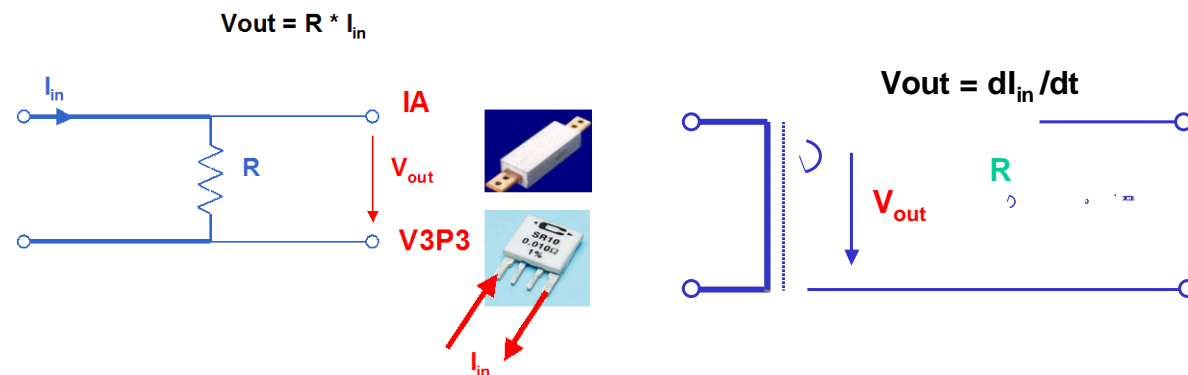 Vout = R * Iin
Iin
IA
R
Vout
V3P3
SR10
0.010Ω
1%
Iin
Vout = dIin /dt
R
Vout